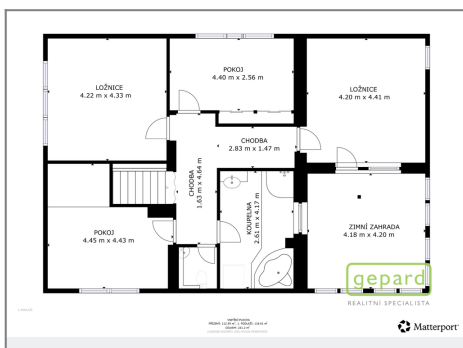 POKOJ
4.40 m x 2.56 m
LOŽNICE
4.22 m x 4.33 m
LOŽNICE
4.20 m x 4.41 m
CHODBA
2.83 m x 1.47 m
CHODBA
1.63 m x 4.64 m
KOUPELNA
2.61 m x 4.17 m
POKOJ
4.45 m x 4.43 m
ZIMNÍ ZAHRADA
4.18 m x 4.20 m
gepard
REALITNÍ SPECIALISTA
Matterport